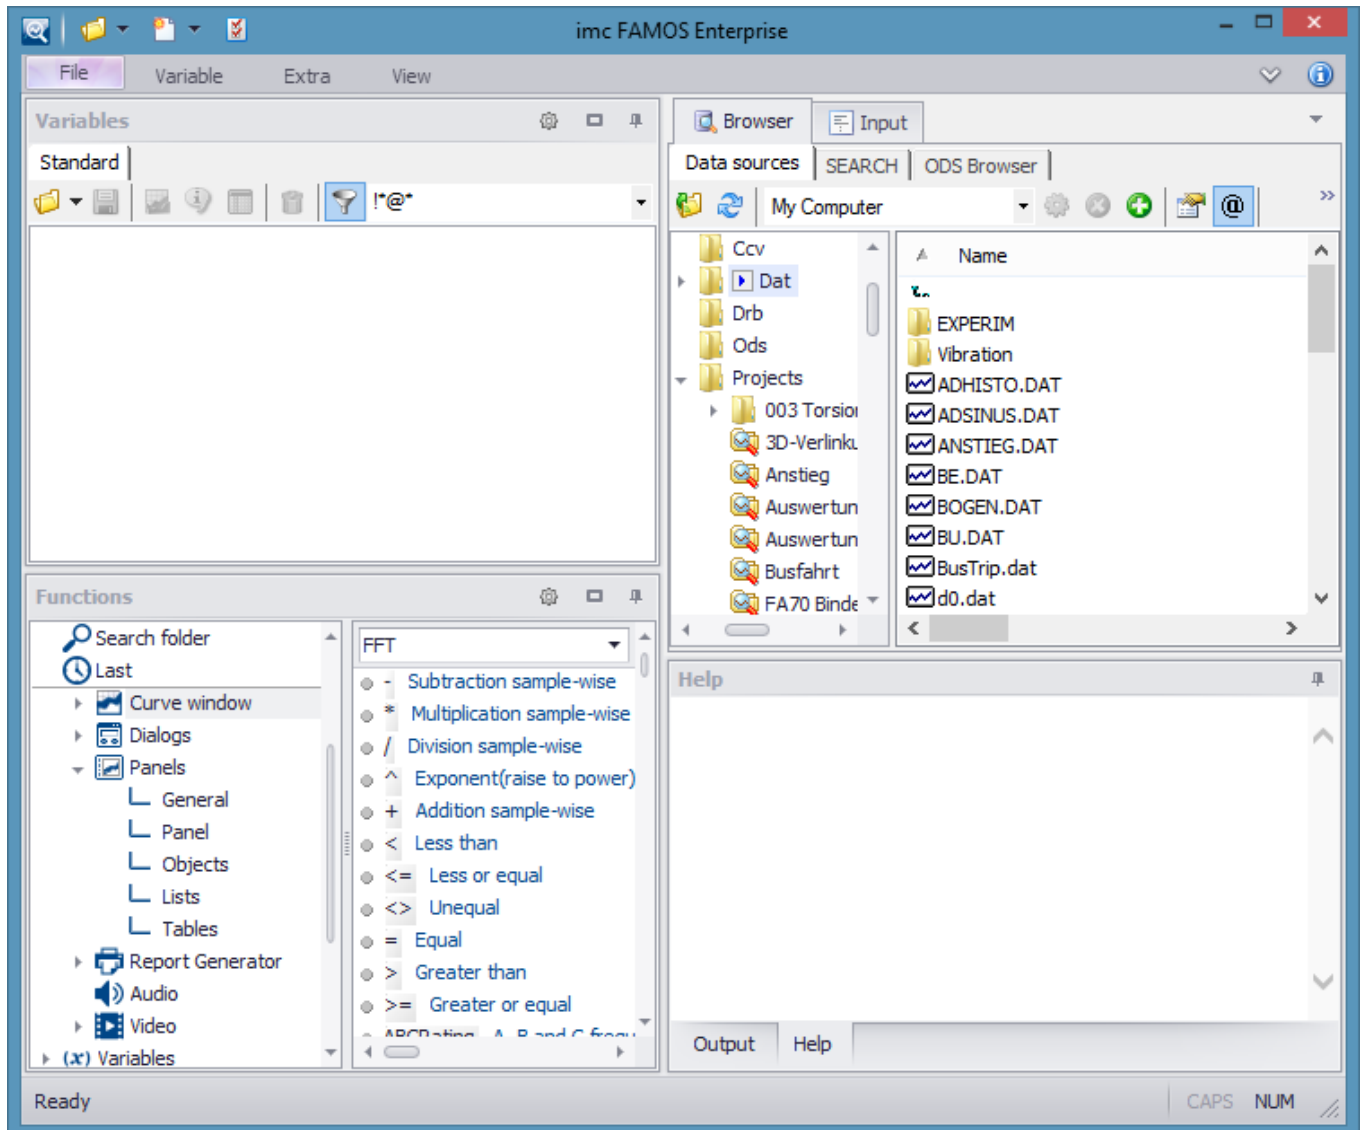 imc FAMOS Enterprise
File Variable Extra View
Variables
Standard
!*@*
Browser Input
Data sources SEARCH ODS Browser
My Computer @ »
Ccv
Dat
Drb
Ods
Projects
003 Torsion
3D-Verlinku
Anstieg
Auswertun
Auswertun
Busfahrt
FA70 Binde
Name
EXPERIM
Vibration
ADHISTO.DAT
ADSINUS.DAT
ANSTIEG.DAT
BE.DAT
BOGEN.DAT
BU.DAT
BusTrip.dat
d0.dat
Functions
Search folder
Last
Curve window
Dialogs
Panels
General
Panel
Objects
Lists
Tables
Report Generator
Audio
Video
(x) Variables
FFT
- Subtraction sample-wise
* Multiplication sample-wise
/ Division sample-wise
^ Exponent(raise to power)
+ Addition sample-wise
< Less than
<= Less or equal
<> Unequal
= Equal
> Greater than
>= Greater or equal
ABCRating A, B and C frequ
Help
Output Help
Ready
CAPS NUM